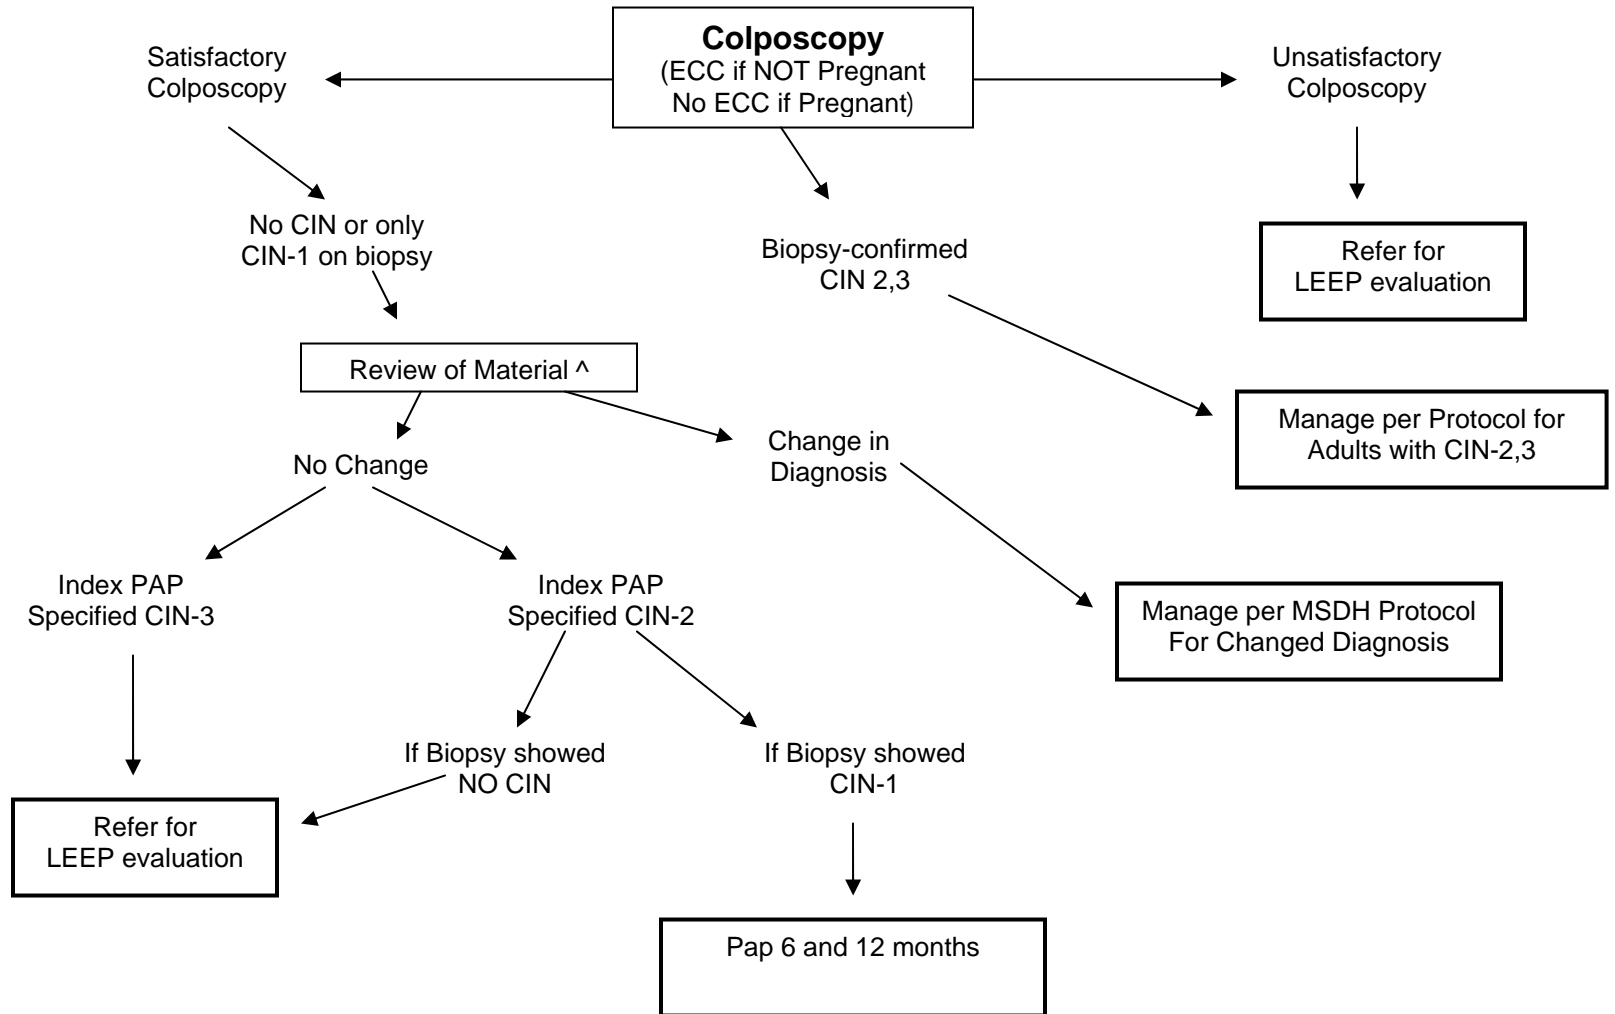 Colposcopy
(ECC if NOT Pregnant
No ECC if Pregnant)
Satisfactory
Colposcopy
Unsatisfactory
Colposcopy
No CIN or only
CIN-1 on biopsy
Biopsy-confirmed
CIN 2,3
Refer for
LEEP evaluation
Review of Material ^
Manage per Protocol for
Adults with CIN-2,3
No Change
Change in
Diagnosis
Index PAP
Specified CIN-3
Index PAP
Specified CIN-2
Manage per MSDH Protocol
For Changed Diagnosis
If Biopsy showed
NO CIN
If Biopsy showed
CIN-1
Refer for
LEEP evaluation
Pap 6 and 12 months